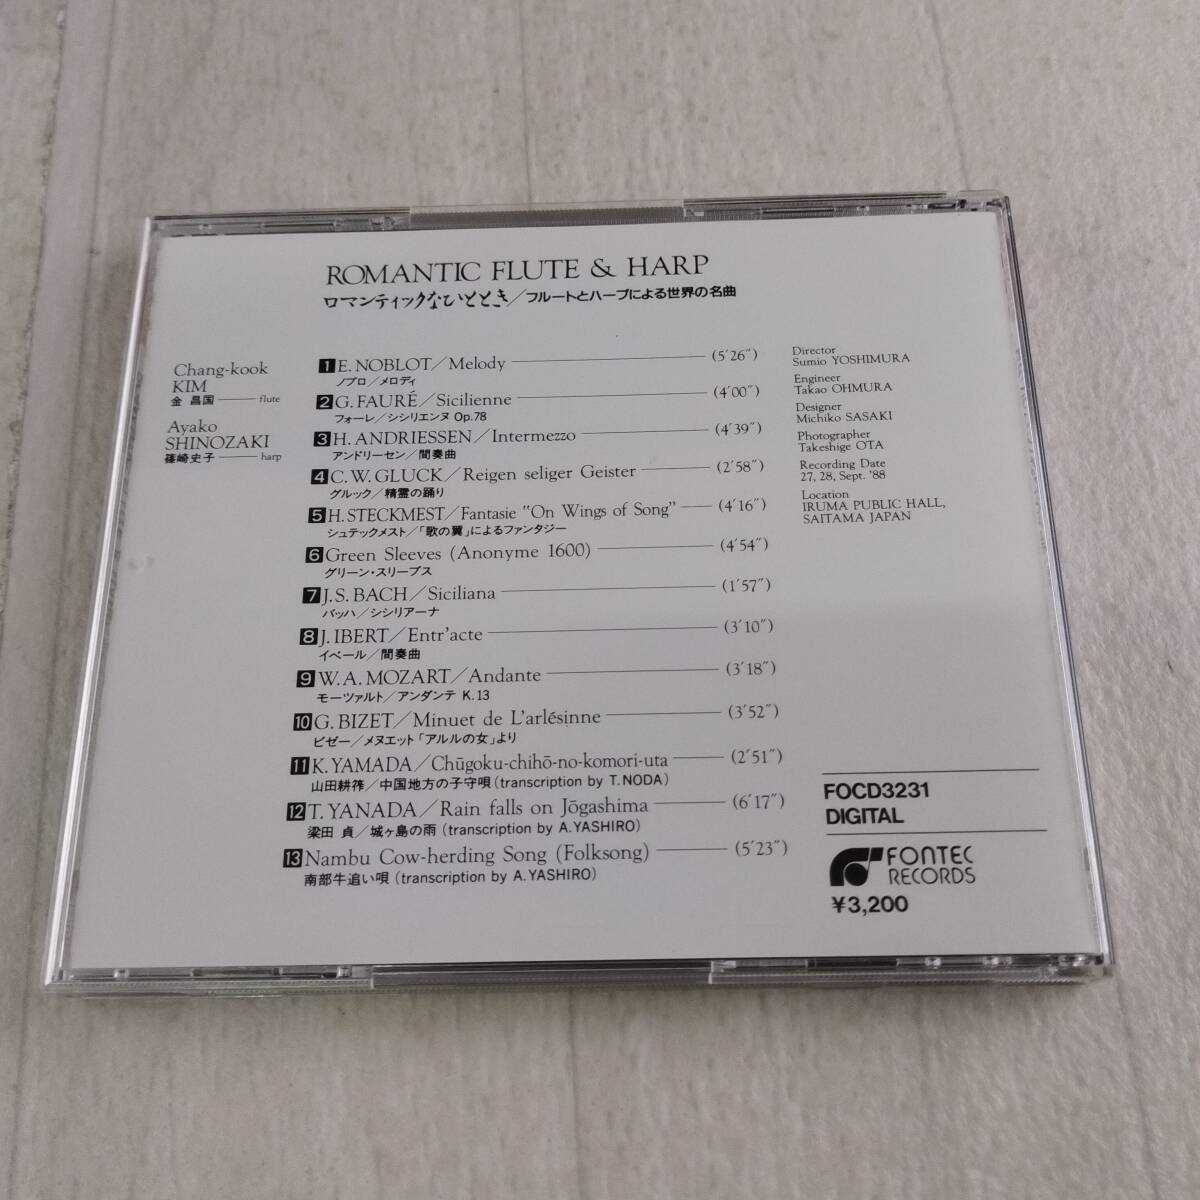 ROMANTIC FLUTE & HARP
ロマンティックなひととき／フルートとハープによる世界の名曲
Chang-kook
KIM
金 昌国 flute
Ayako
SHINOZAKI
篠崎史子 harp
1 E. NOBLOT／Melody (5′26″)
ノブロ／メロディ
2 G. FAURÉ／Sicilienne (4′00″)
フォーレ／シシリエンヌ Op.78
3 H. ANDRIESSEN／Intermezzo (4′39″)
アンドリーセン／間奏曲
4 C. W. GLUCK／Reigen seliger Geister (2′58″)
グルック／精霊の踊り
5 H. STECKMEST／Fantasie “On Wings of Song” (4′16″)
シュテックメスト／「歌の翼」によるファンタジー
6 Green Sleeves (Anonyme 1600) (4′54″)
グリーン・スリーブス
7 J. S. BACH／Siciliana (1′57″)
バッハ／シシリアーナ
8 J. IBERT／Entr'acte (3′10″)
イベール／間奏曲
9 W. A. MOZART／Andante (3′18″)
モーツァルト／アンダンテ K.13
10 G. BIZET／Minuet de L'arlésinne (3′52″)
ビゼー／メヌエット「アルルの女」より
11 K. YAMADA／Chūgoku-chihō-no-komori-uta (2′51″)
山田耕筰／中国地方の子守唄 (transcription by T. NODA)
12 T. YANADA／Rain falls on Jōgashima (6′17″)
梁田 貞／城ヶ島の雨 (transcription by A. YASHIRO)
13 Nambu Cow-herding Song (Folksong) (5′23″)
南部牛追い唄 (transcription by A. YASHIRO)
Director
Sumio YOSHIMURA
Engineer
Takao OHMURA
Designer
Michiko SASAKI
Photographer
Takeshige OTA
Recording Date
27, 28, Sept. '88
Location
IRUMA PUBLIC HALL,
SAITAMA JAPAN
FOCD3231
DIGITAL
FONTEC
RECORDS
¥3,200